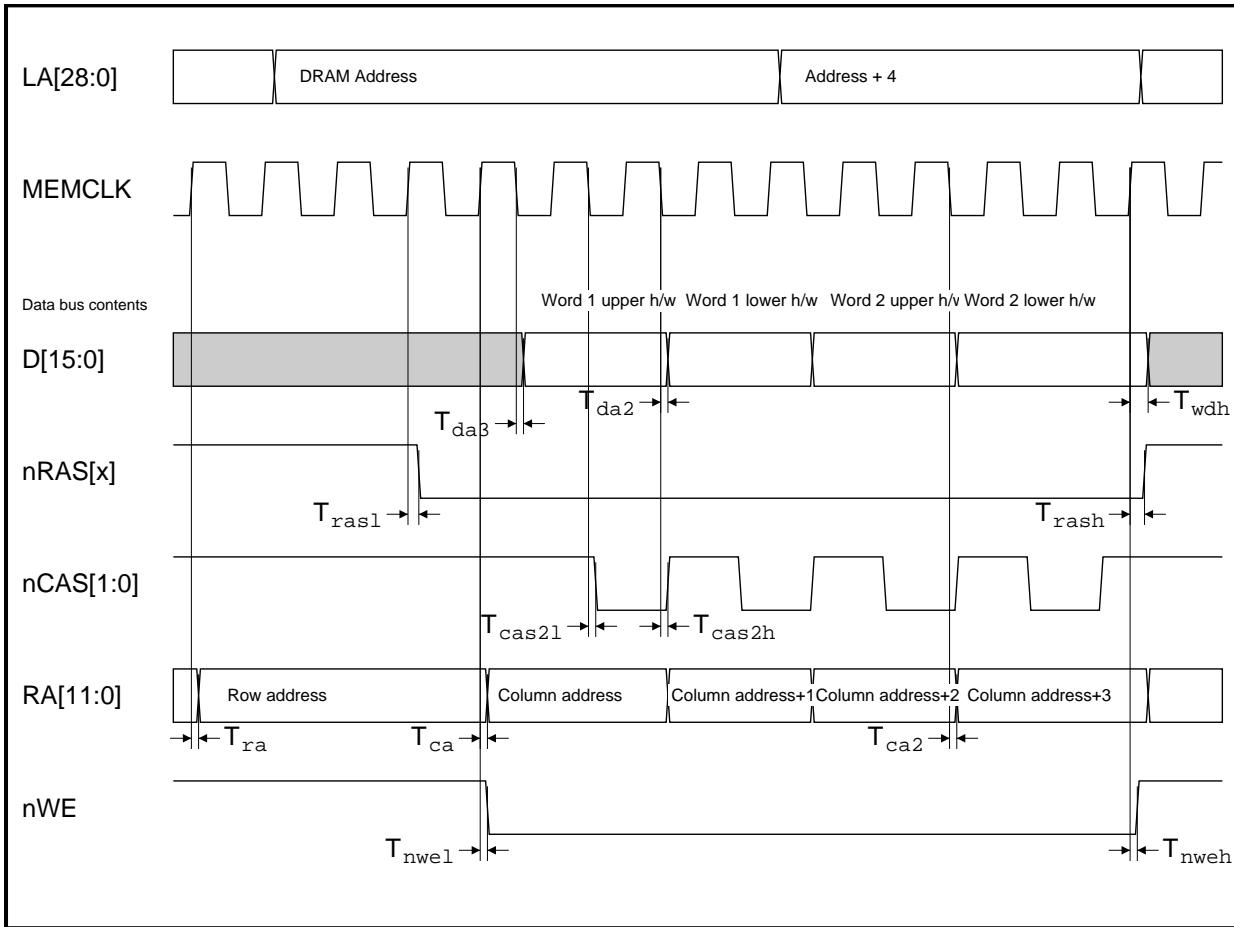 LA[28:0]
DRAM Address
Address + 4
MEMCLK
Data bus contents
Word 1 upper h/w
Word 1 lower h/w
Word 2 upper h/w
Word 2 lower h/w
D[15:0]
Tda3
Tda2
Twdh
nRAS[x]
Trasl
Trash
nCAS[1:0]
Tcas2l
Tcas2h
RA[11:0]
Row address
Column address
Column address+1
Column address+2
Column address+3
Tra
Tca
Tca2
nWE
Tnwel
Tnweh